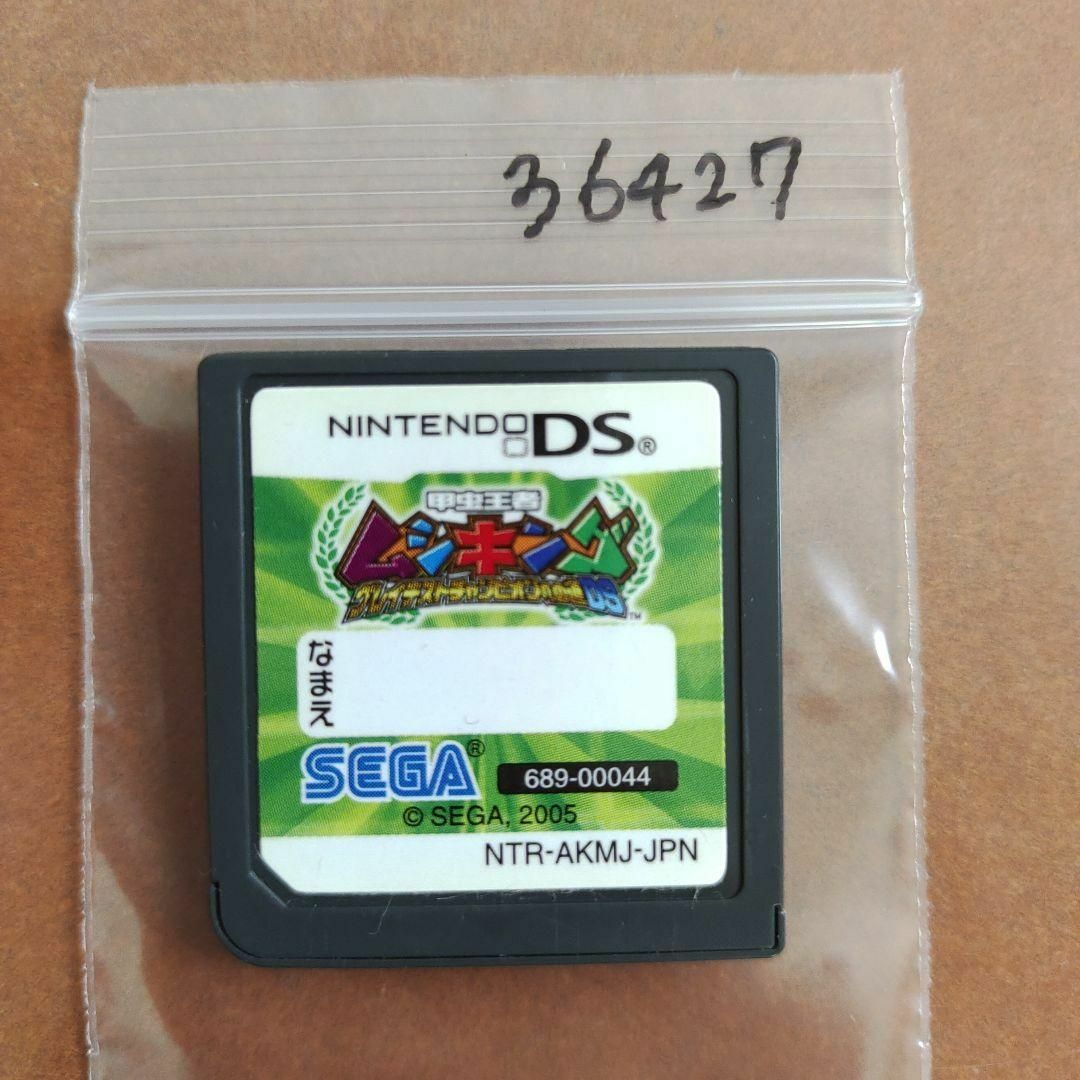 36427
NINTENDO DS®
甲虫王者
ムシキング
グレイテストチャンピオンへの道DS™
なまえ
SEGA®
689-00044
© SEGA, 2005
NTR-AKMJ-JPN